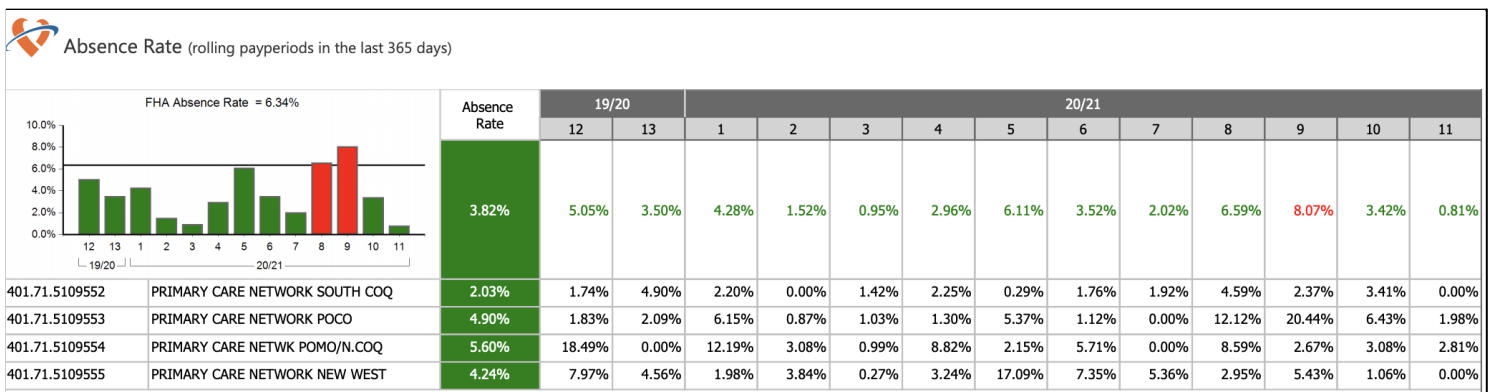 Absence Rate (rolling payperiods in the last 365 days)
FHA Absence Rate = 6.34%
10.0%
8.0%
6.0%
4.0%
2.0%
0.0%
12 13 1 2 3 4 5 6 7 8 9 10 11
19/20 20/21
Absence
Rate
19/20 20/21
12 13 1 2 3 4 5 6 7 8 9 10 11
3.82% 5.05% 3.50% 4.28% 1.52% 0.95% 2.96% 6.11% 3.52% 2.02% 6.59% 8.07% 3.42% 0.81%
401.71.5109552 PRIMARY CARE NETWORK SOUTH COQ 2.03% 1.74% 4.90% 2.20% 0.00% 1.42% 2.25% 0.29% 1.76% 1.92% 4.59% 2.37% 3.41% 0.00%
401.71.5109553 PRIMARY CARE NETWORK POCO 4.90% 1.83% 2.09% 6.15% 0.87% 1.03% 1.30% 5.37% 1.12% 0.00% 12.12% 20.44% 6.43% 1.98%
401.71.5109554 PRIMARY CARE NETWK POMO/N.COQ 5.60% 18.49% 0.00% 12.19% 3.08% 0.99% 8.82% 2.15% 5.71% 0.00% 8.59% 2.67% 3.08% 2.81%
401.71.5109555 PRIMARY CARE NETWORK NEW WEST 4.24% 7.97% 4.56% 1.98% 3.84% 0.27% 3.24% 17.09% 7.35% 5.36% 2.95% 5.43% 1.06% 0.00%